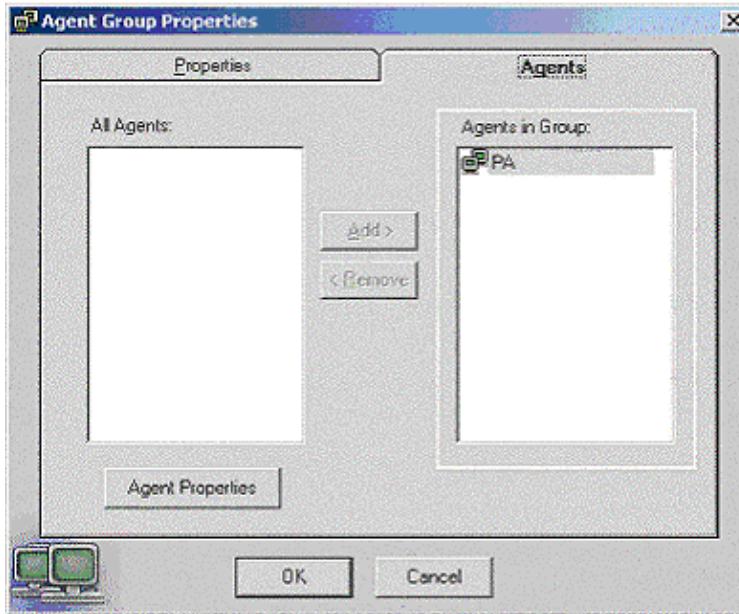 Agent Group Properties
Properties
Agents
All Agents:
Agents in Group:
PA
Add >
< Remove
Agent Properties
OK
Cancel